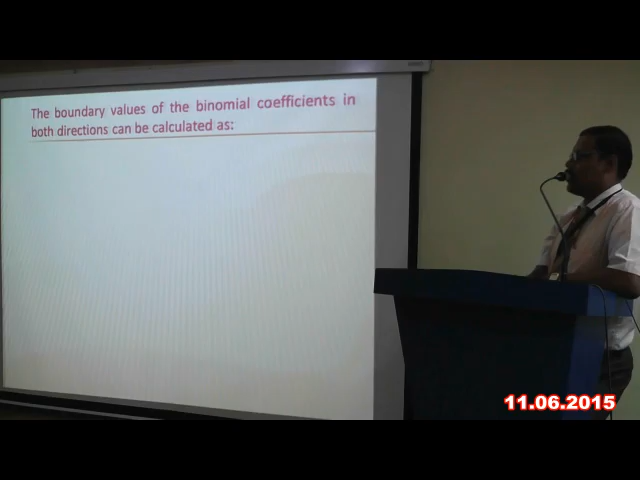 The boundary values of the binomial coefficients in
both directions can be calculated as:
11.06.2015